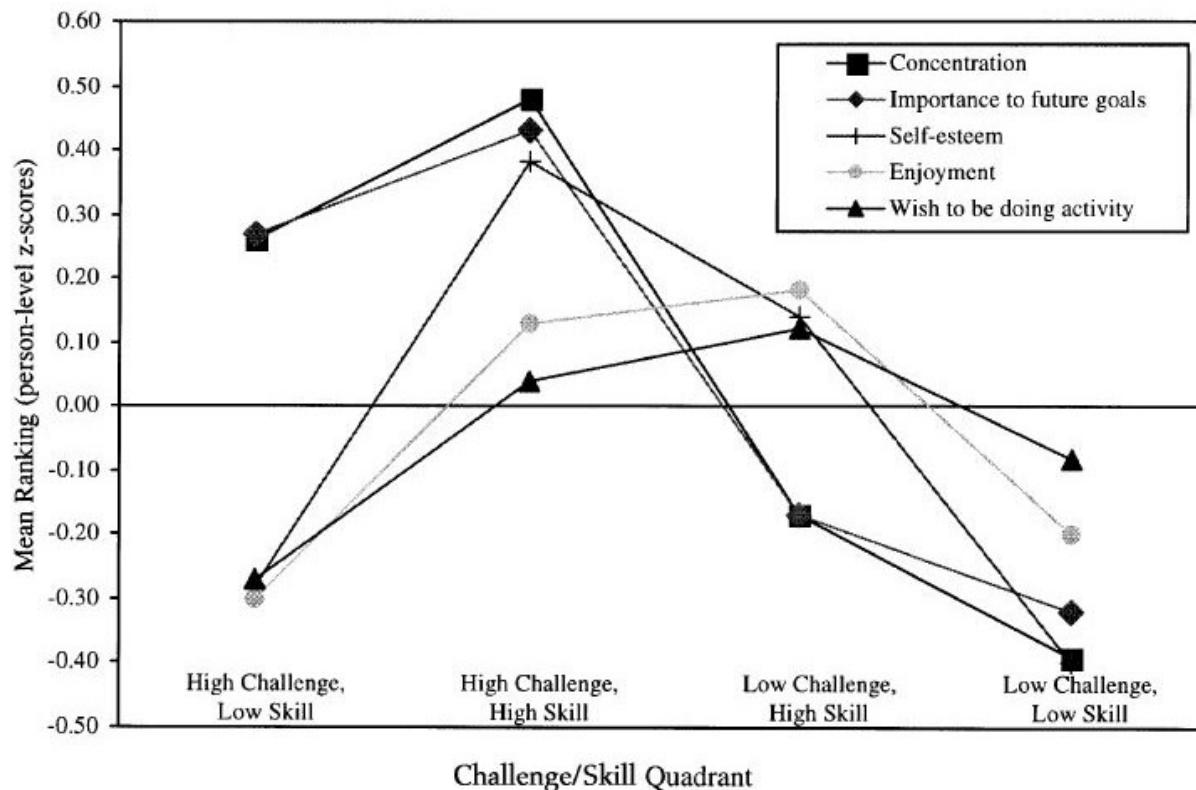 0.60
0.50
0.40
0.30
0.20
0.10
0.00
-0.10
-0.20
-0.30
-0.40
-0.50
Mean Ranking (person-level z-scores)
Concentration
Importance to future goals
Self-esteem
Enjoyment
Wish to be doing activity
High Challenge,
Low Skill
High Challenge,
High Skill
Low Challenge,
High Skill
Low Challenge,
Low Skill
Challenge/Skill Quadrant